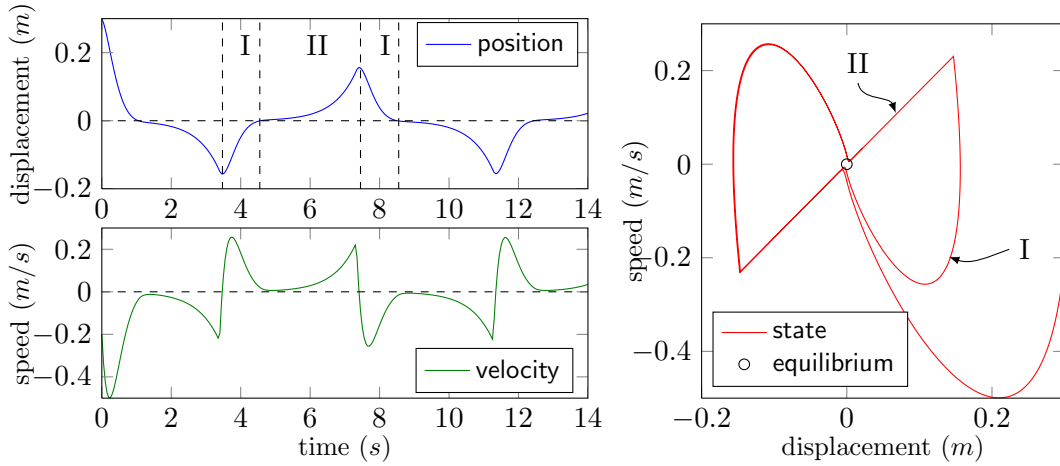 displacement (m)
0.2
0
−0.2
I
II
I
position
0
2
4
6
8
10
12
14
speed (m/s)
0.2
0
−0.2
−0.4
velocity
0
2
4
6
8
10
12
14
time (s)
speed (m/s)
0.2
0
−0.2
−0.4
II
I
state
equilibrium
−0.2
0
0.2
displacement (m)